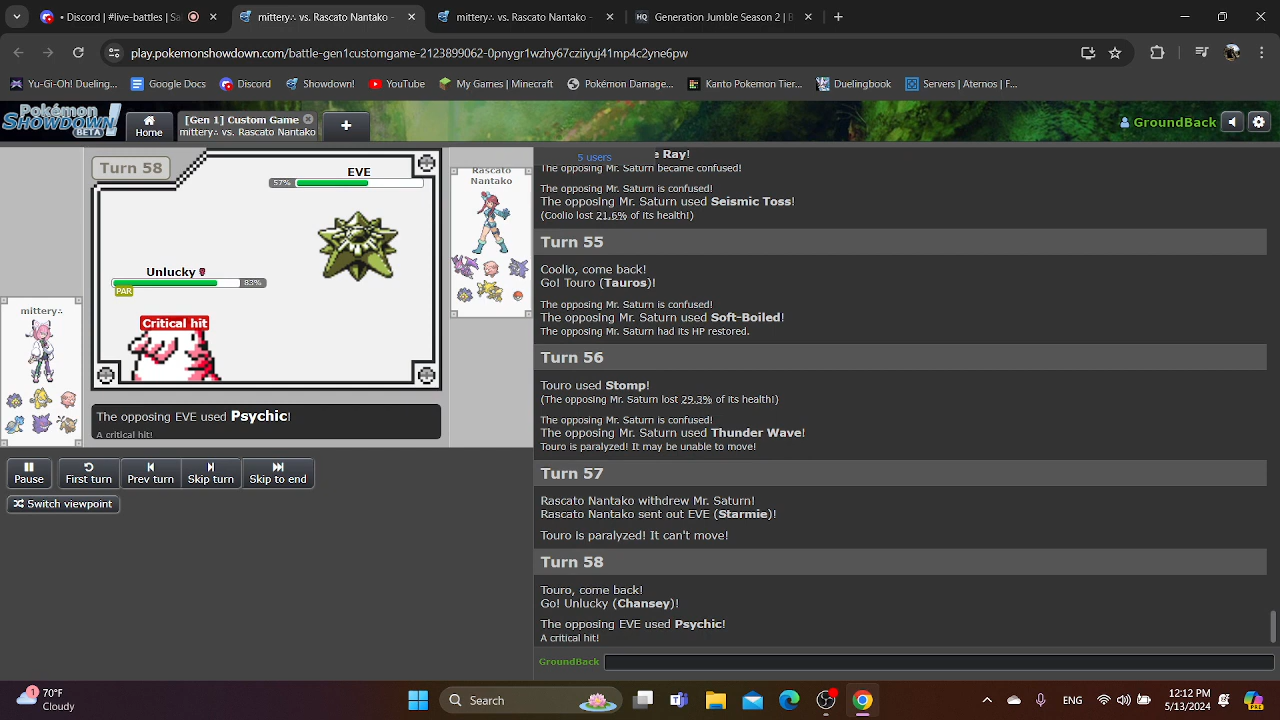 Discord | #live-battles | Sa
mittery∴ vs. Rascato Nantako -
mittery∴ vs. Rascato Nantako -
HQ Generation Jumble Season 2 | B
play.pokemonshowdown.com/battle-gen1customgame-2123899062-0pnygr1wzhy67cziiyuj41mp4c2yne6pw
Yu-Gi-Oh! Dueling...
Google Docs
Discord
Showdown!
YouTube
My Games | Minecraft
Pokémon Damag...
Kanto Pokemon Tier...
Duelingbook
Servers | Aternos | F...
Pokémon Showdown! BETA
Home
[Gen 1] Custom Game
mittery∴ vs. Rascato Nantako
GroundBack
Turn 58
EVE
57%
Unlucky
83%
PAR
Critical hit
Rascato
Nantako
mittery∴
The opposing EVE used Psychic!
A critical hit!
Pause
First turn
Prev turn
Skip turn
Skip to end
Switch viewpoint
5 users
e Ray!
The opposing Mr. Saturn became confused!
The opposing Mr. Saturn is confused!
The opposing Mr. Saturn used Seismic Toss!
(Coollo lost 21.6% of its health!)
Turn 55
Coollo, come back!
Go! Touro (Tauros)!
The opposing Mr. Saturn is confused!
The opposing Mr. Saturn used Soft-Boiled!
The opposing Mr. Saturn had its HP restored.
Turn 56
Touro used Stomp!
(The opposing Mr. Saturn lost 29.3% of its health!)
The opposing Mr. Saturn is confused!
The opposing Mr. Saturn used Thunder Wave!
Touro is paralyzed! It may be unable to move!
Turn 57
Rascato Nantako withdrew Mr. Saturn!
Rascato Nantako sent out EVE (Starmie)!
Touro is paralyzed! It can't move!
Turn 58
Touro, come back!
Go! Unlucky (Chansey)!
The opposing EVE used Psychic!
A critical hit!
GroundBack
1
70°F
Cloudy
Search
ENG
12:12 PM
5/13/2024
PRE